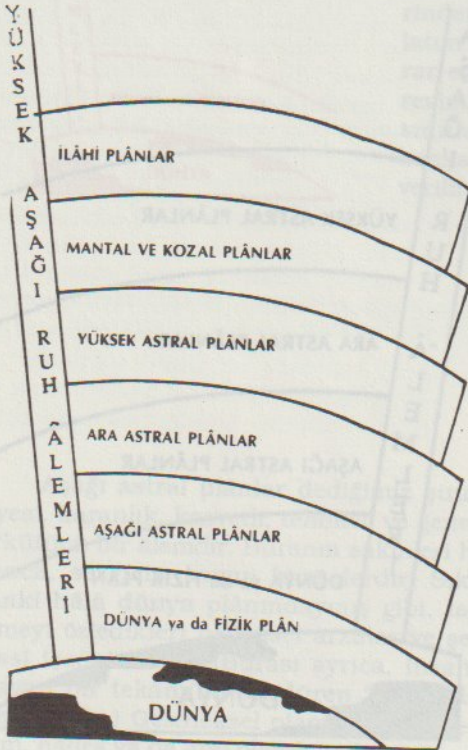 YÜKSEK AŞAĞI RUH ÂLEMLERİ
İLÂHİ PLÂNLAR
MANTAL VE KOZAL PLÂNLAR
YÜKSEK ASTRAL PLÂNLAR
ARA ASTRAL PLÂNLAR
AŞAĞI ASTRAL PLÂNLAR
DÜNYA ya da FİZİK PLÂN
DÜNYA